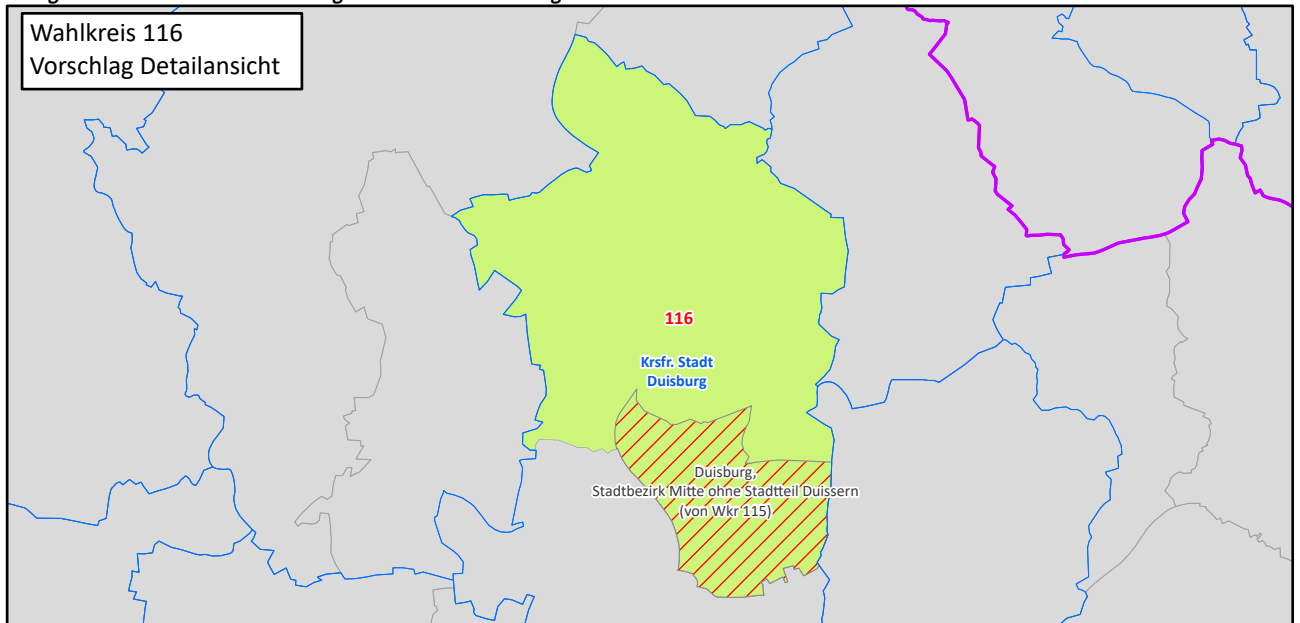 Wahlkreis 116
Vorschlag Detailansicht
116
Krsfr. Stadt
Duisburg
Duisburg,
Stadtbezirk Mitte ohne Stadtteil Duissern
(von Wkr 115)